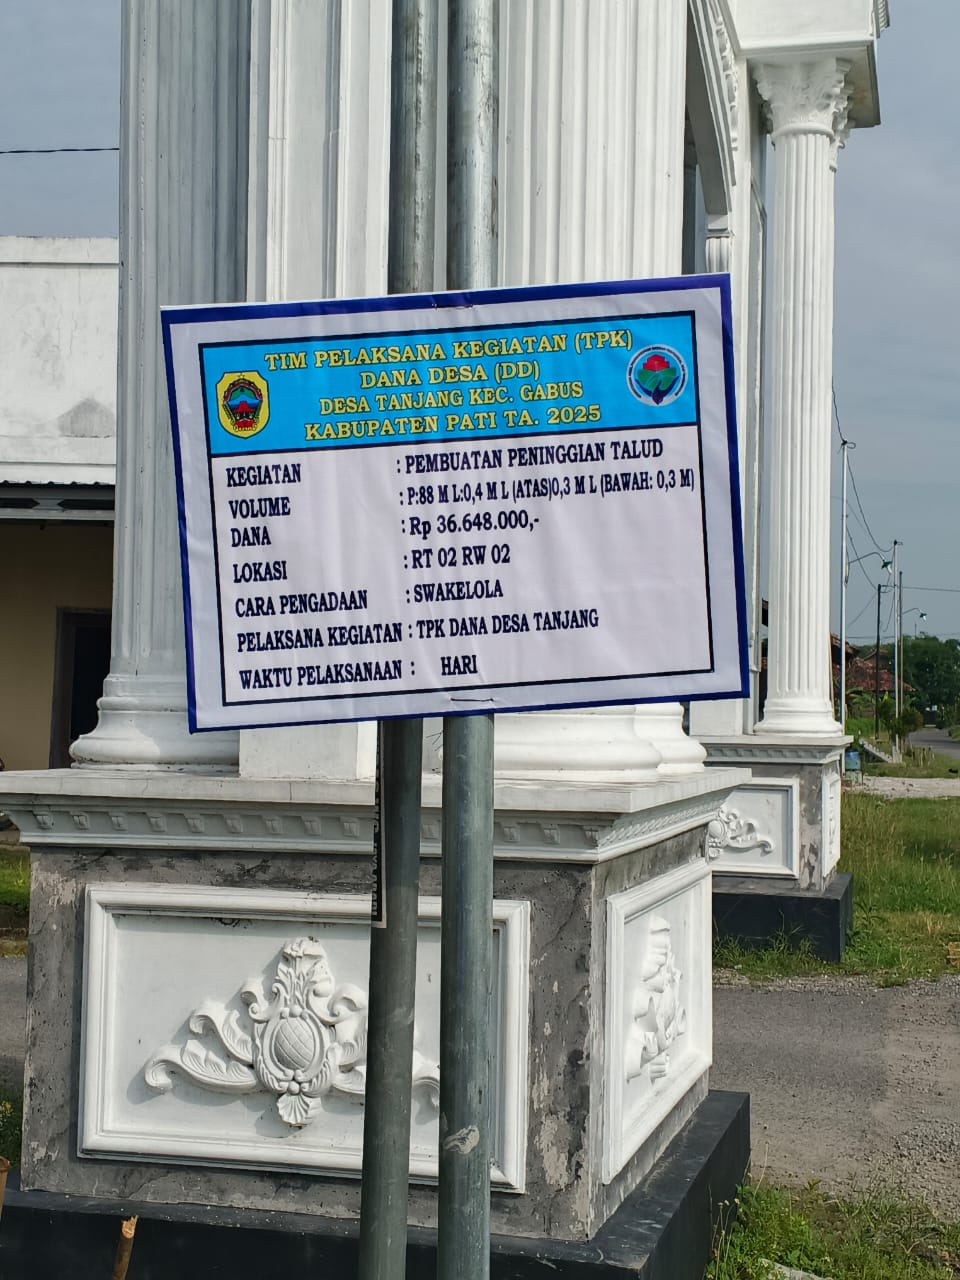 TIM PELAKSANA KEGIATAN (TPK)
DANA DESA (DD)
DESA TANJANG KEC. GABUS
KABUPATEN PATI TA. 2025
KEGIATAN : PEMBUATAN PENINGGIAN TALUD
VOLUME : P:88 M L:0,4 M L (ATAS)0,3 M L (BAWAH: 0,3 M)
DANA : Rp 36.648.000,-
LOKASI : RT 02 RW 02
CARA PENGADAAN : SWAKELOLA
PELAKSANA KEGIATAN : TPK DANA DESA TANJANG
WAKTU PELAKSANAAN : HARI